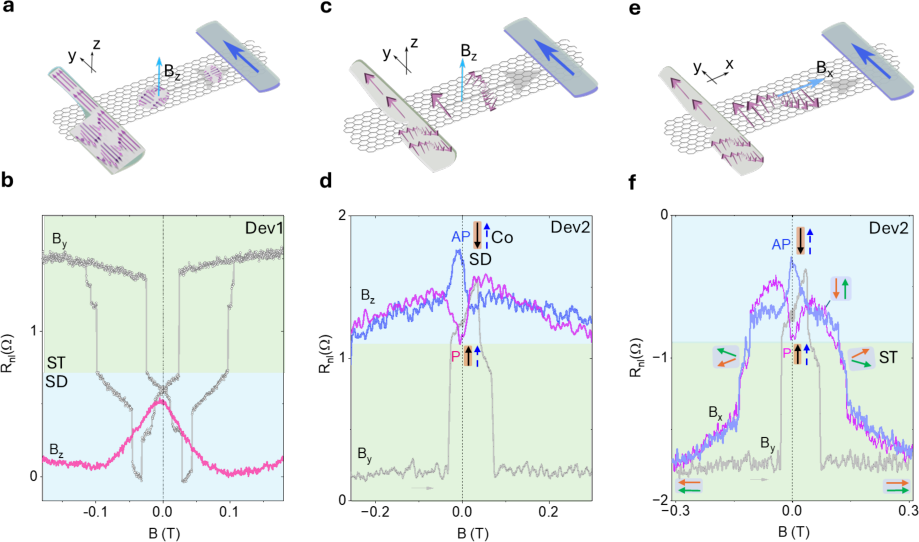 a
y
z
Bz
c
y
z
Bz
e
y
x
Bx
b
Dev1
By
ST
SD
Bz
Rnl(Ω)
1
0
-0.1
0.0
0.1
B (T)
d
Dev2
AP
Co
SD
Bz
P
By
Rnl(Ω)
2
1
0
−0.2
0.0
0.2
B (T)
f
Dev2
AP
P
ST
Bx
By
Rnl(Ω)
0
−1
−2
−0.3
0.0
0.3
B (T)